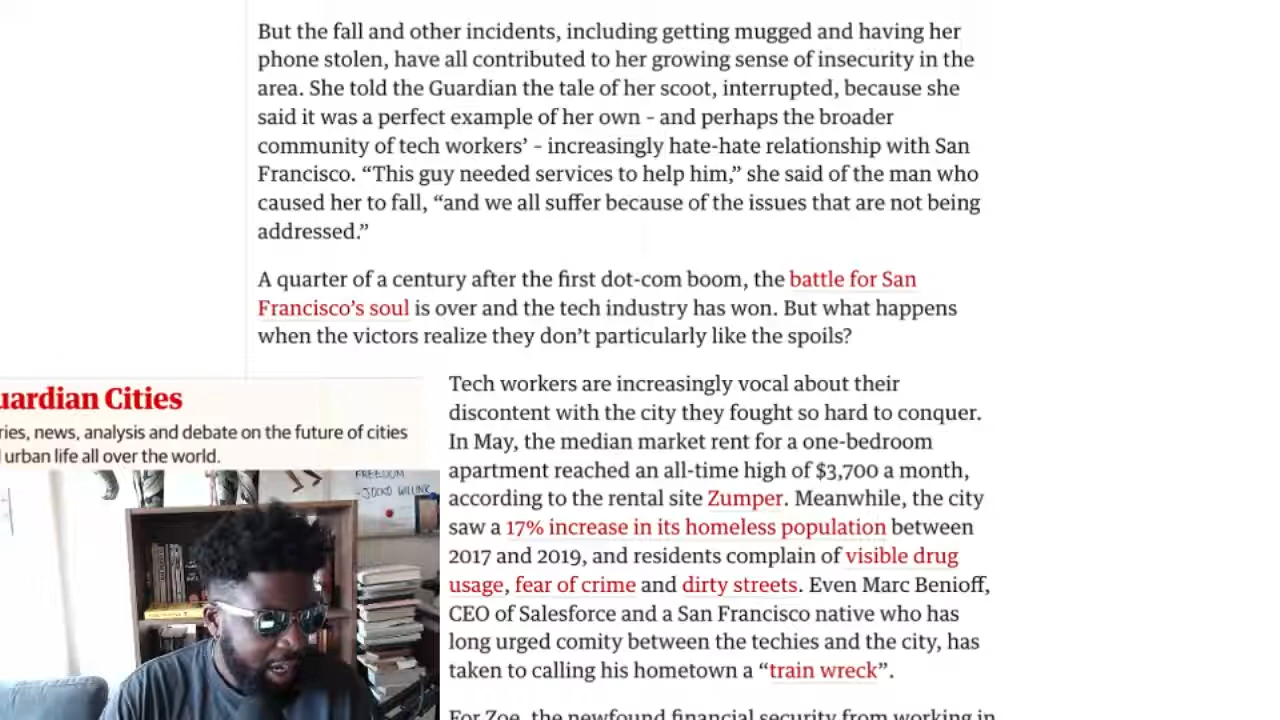 But the fall and other incidents, including getting mugged and having her
phone stolen, have all contributed to her growing sense of insecurity in the
area. She told the Guardian the tale of her scoot, interrupted, because she
said it was a perfect example of her own – and perhaps the broader
community of tech workers’ – increasingly hate-hate relationship with San
Francisco. “This guy needed services to help him,” she said of the man who
caused her to fall, “and we all suffer because of the issues that are not being
addressed.”
A quarter of a century after the first dot-com boom, the battle for San
Francisco’s soul is over and the tech industry has won. But what happens
when the victors realize they don’t particularly like the spoils?
uardian Cities
ries, news, analysis and debate on the future of cities
urban life all over the world.
Tech workers are increasingly vocal about their
discontent with the city they fought so hard to conquer.
In May, the median market rent for a one-bedroom
apartment reached an all-time high of $3,700 a month,
according to the rental site Zumper. Meanwhile, the city
saw a 17% increase in its homeless population between
2017 and 2019, and residents complain of visible drug
usage, fear of crime and dirty streets. Even Marc Benioff,
CEO of Salesforce and a San Francisco native who has
long urged comity between the techies and the city, has
taken to calling his hometown a “train wreck”.
For Zoe, the newfound financial security from working in
FREEDOM
-JOCKO WILLINK